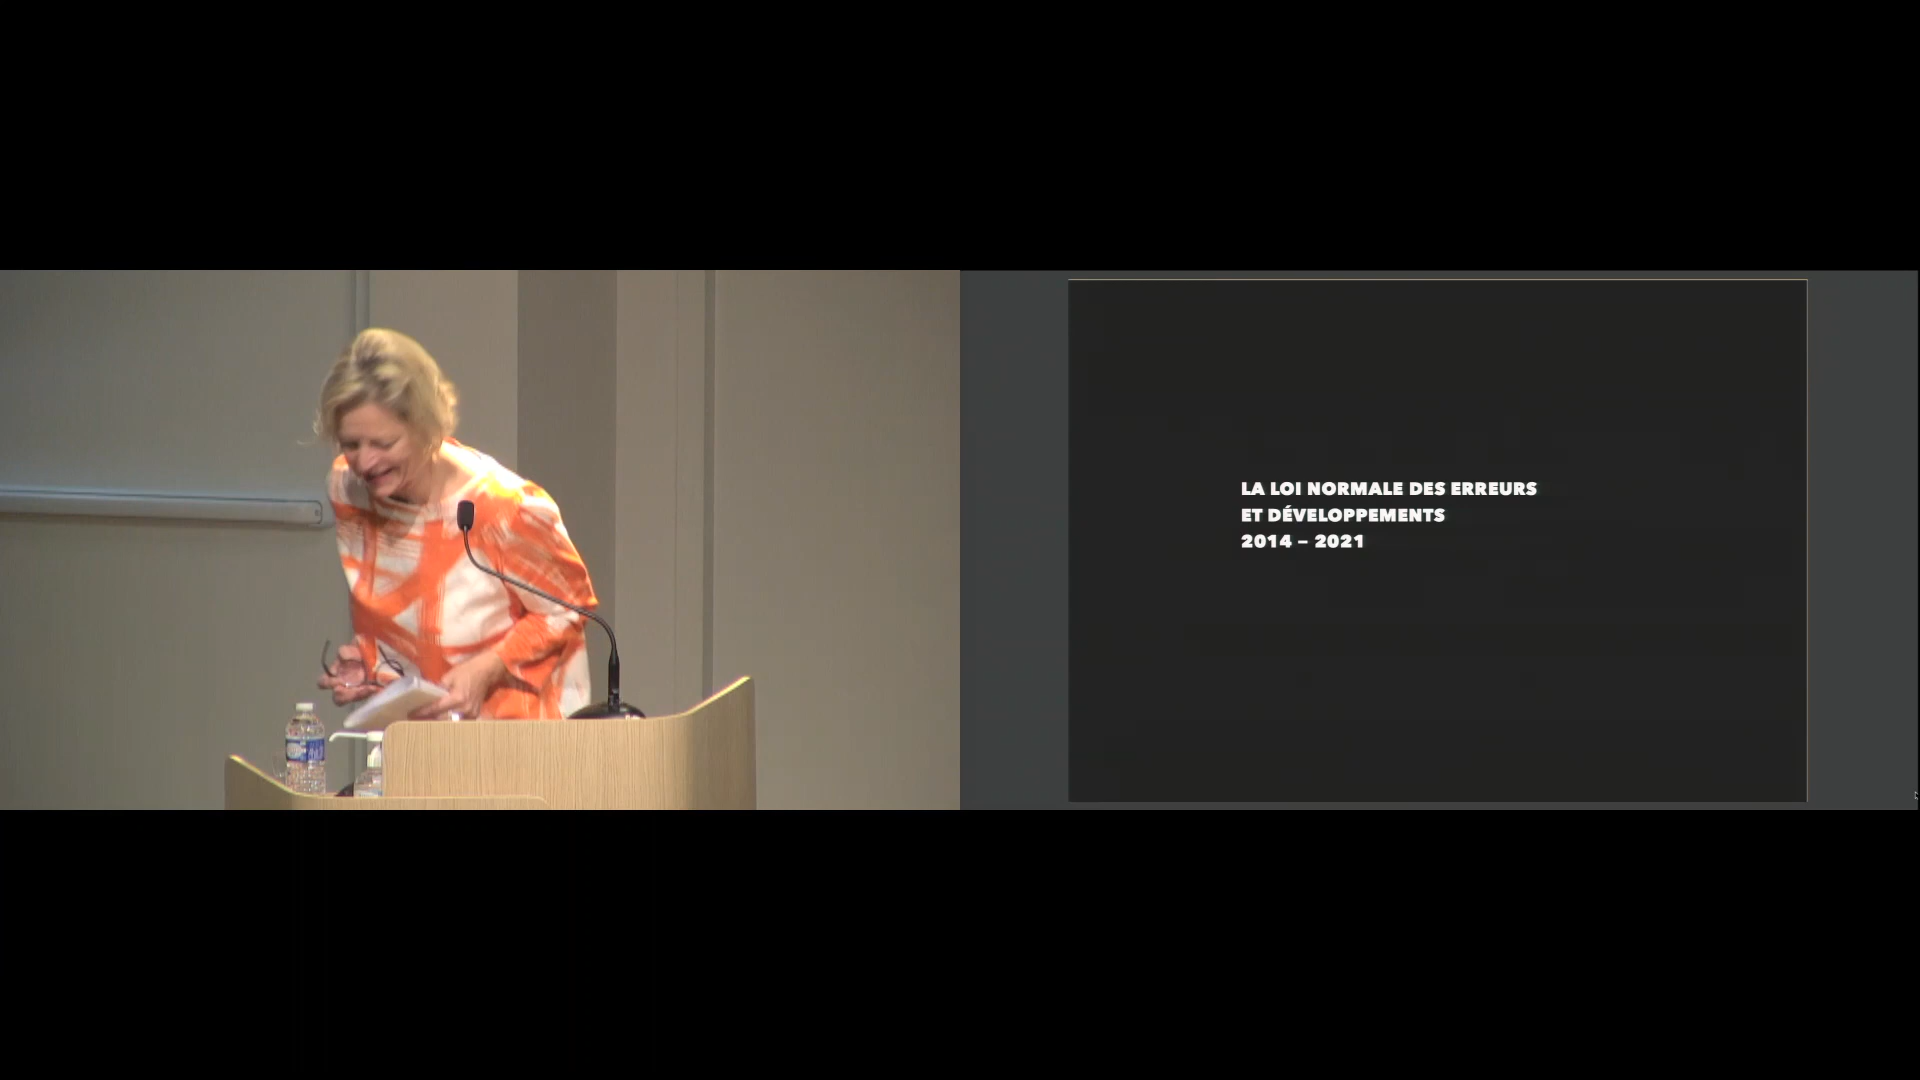 LA LOI NORMALE DES ERREURS
ET DÉVELOPPEMENTS
2014 – 2021